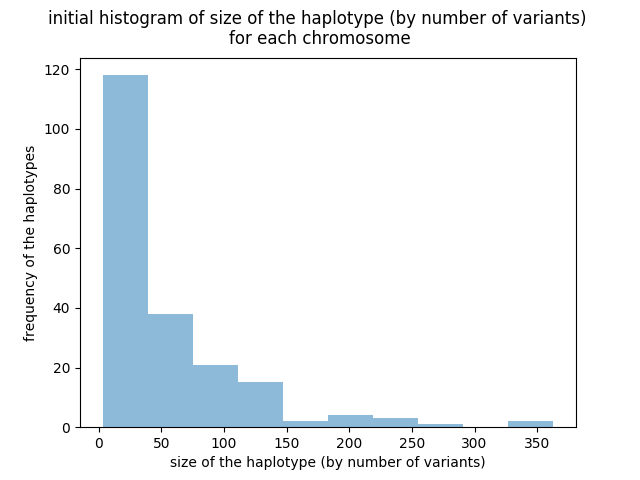 initial histogram of size of the haplotype (by number of variants)
for each chromosome
120
100
80
60
40
20
0
frequency of the haplotypes
0 50 100 150 200 250 300 350
size of the haplotype (by number of variants)